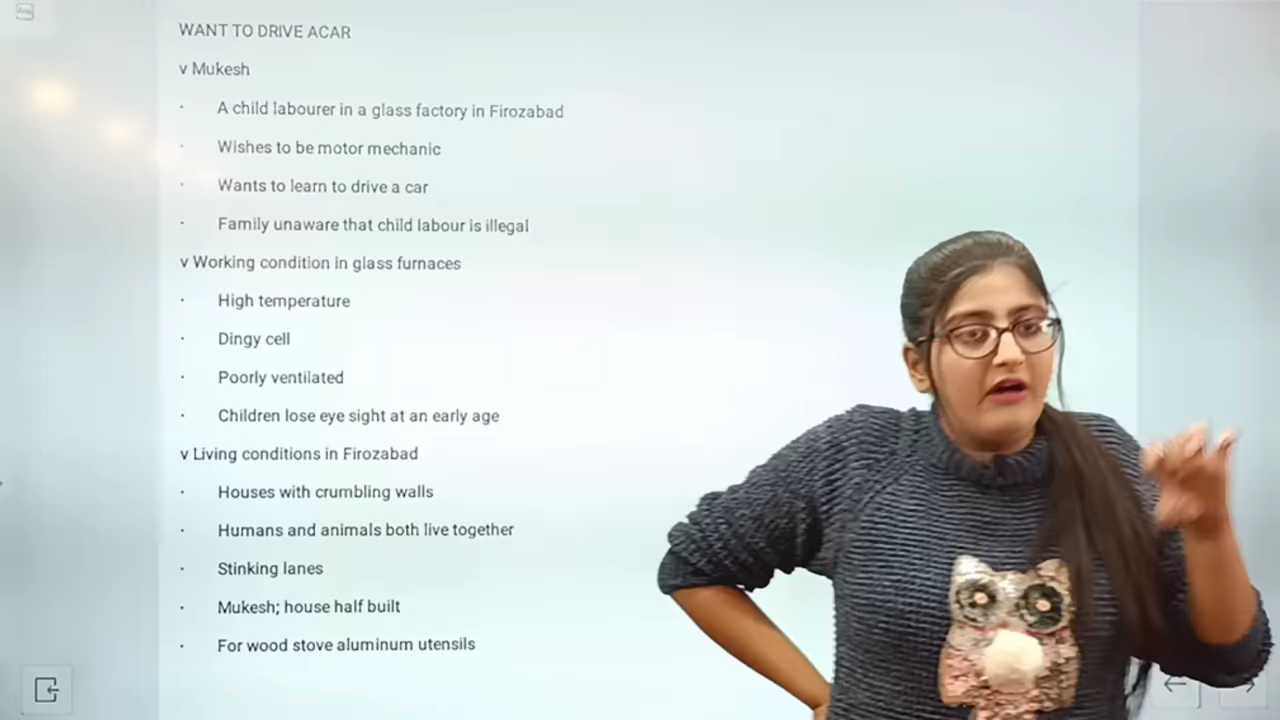 WANT TO DRIVE ACAR
v Mukesh
· A child labourer in a glass factory in Firozabad
· Wishes to be motor mechanic
· Wants to learn to drive a car
· Family unaware that child labour is illegal
v Working condition in glass furnaces
· High temperature
· Dingy cell
· Poorly ventilated
· Children lose eye sight at an early age
v Living conditions in Firozabad
· Houses with crumbling walls
· Humans and animals both live together
· Stinking lanes
· Mukesh; house half built
· For wood stove aluminum utensils